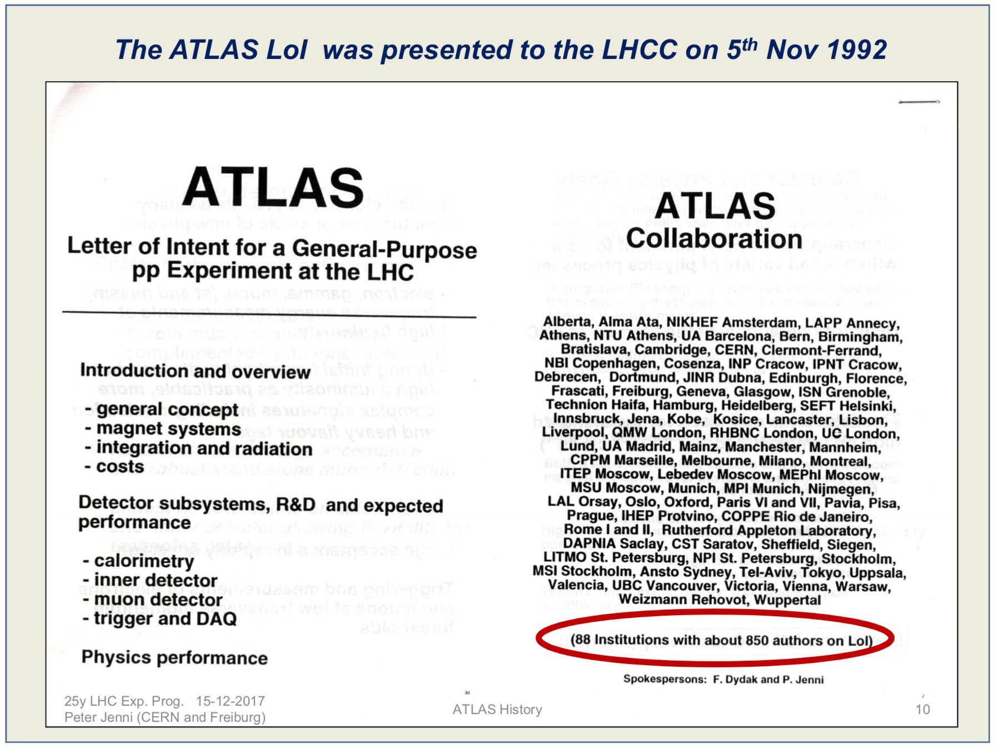 The ATLAS LoI was presented to the LHCC on 5th Nov 1992
ATLAS
Letter of Intent for a General-Purpose
pp Experiment at the LHC
Introduction and overview
- general concept
- magnet systems
- integration and radiation
- costs
Detector subsystems, R&D and expected
performance
- calorimetry
- inner detector
- muon detector
- trigger and DAQ
Physics performance
ATLAS
Collaboration
Alberta, Alma Ata, NIKHEF Amsterdam, LAPP Annecy,
Athens, NTU Athens, UA Barcelona, Bern, Birmingham,
Bratislava, Cambridge, CERN, Clermont-Ferrand,
NBI Copenhagen, Cosenza, INP Cracow, IPNT Cracow,
Debrecen, Dortmund, JINR Dubna, Edinburgh, Florence,
Frascati, Freiburg, Geneva, Glasgow, ISN Grenoble,
Technion Haifa, Hamburg, Heidelberg, SEFT Helsinki,
Innsbruck, Jena, Kobe, Kosice, Lancaster, Lisbon,
Liverpool, QMW London, RHBNC London, UC London,
Lund, UA Madrid, Mainz, Manchester, Mannheim,
CPPM Marseille, Melbourne, Milano, Montreal,
ITEP Moscow, Lebedev Moscow, MEPhI Moscow,
MSU Moscow, Munich, MPI Munich, Nijmegen,
LAL Orsay, Oslo, Oxford, Paris VI and VII, Pavia, Pisa,
Prague, IHEP Protvino, COPPE Rio de Janeiro,
Rome I and II, Rutherford Appleton Laboratory,
DAPNIA Saclay, CST Saratov, Sheffield, Siegen,
LITMO St. Petersburg, NPI St. Petersburg, Stockholm,
MSI Stockholm, Ansto Sydney, Tel-Aviv, Tokyo, Uppsala,
Valencia, UBC Vancouver, Victoria, Vienna, Warsaw,
Weizmann Rehovot, Wuppertal
(88 Institutions with about 850 authors on LoI)
Spokespersons: F. Dydak and P. Jenni
25y LHC Exp. Prog. 15-12-2017
Peter Jenni (CERN and Freiburg)
ATLAS History
10